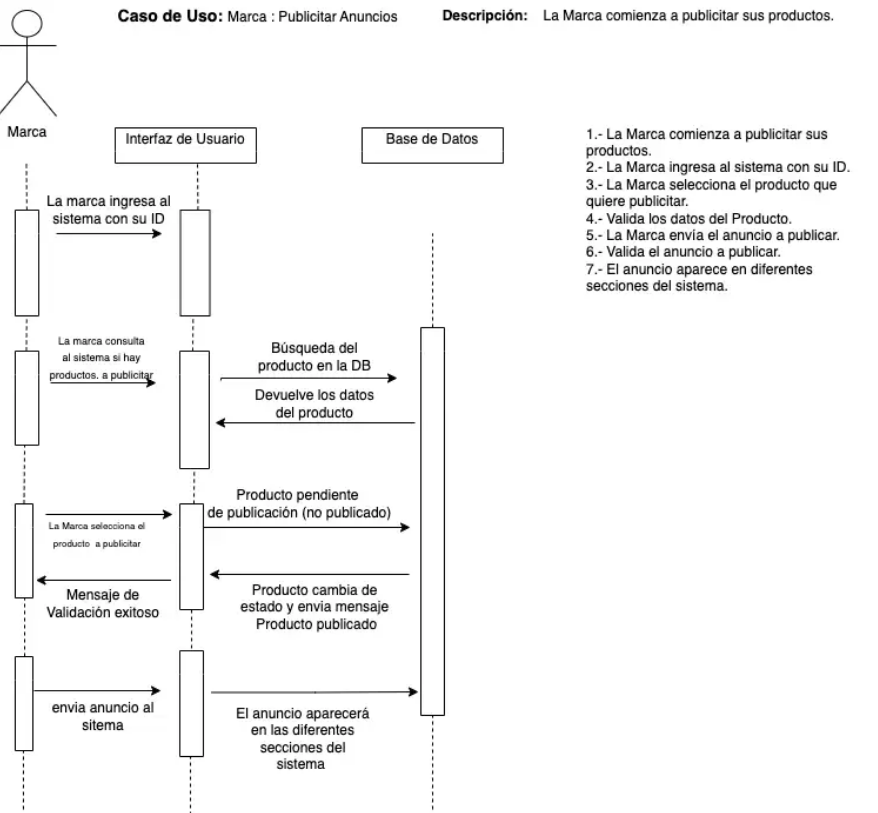 Caso de Uso: Marca : Publicitar Anuncios
Descripción: La Marca comienza a publicitar sus productos.
Marca
Interfaz de Usuario
Base de Datos
1.- La Marca comienza a publicitar sus
productos.
2.- La Marca ingresa al sistema con su ID.
3.- La Marca selecciona el producto que
quiere publicitar.
4.- Valida los datos del Producto.
5.- La Marca envía el anuncio a publicar.
6.- Valida el anuncio a publicar.
7.- El anuncio aparece en diferentes
secciones del sistema.
La marca ingresa al
sistema con su ID
La marca consulta
al sistema si hay
productos. a publicitar
Búsqueda del
producto en la DB
Devuelve los datos
del producto
La Marca selecciona el
producto a publicitar
Producto pendiente
de publicación (no publicado)
Mensaje de
Validación exitoso
Producto cambia de
estado y envia mensaje
Producto publicado
envia anuncio al
sitema
El anuncio aparecerá
en las diferentes
secciones del
sistema